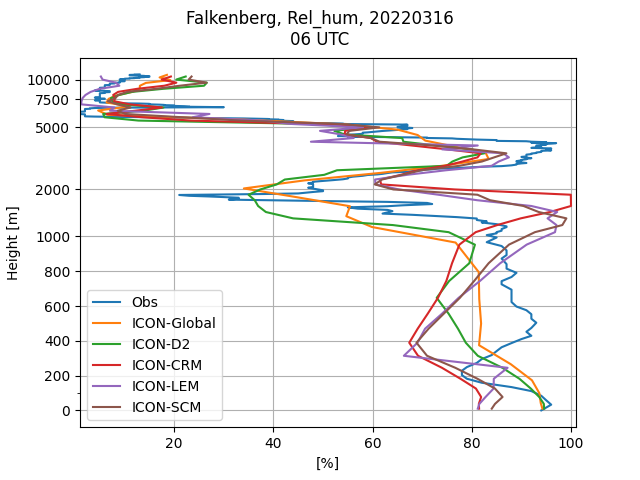 Falkenberg, Rel_hum, 20220316
06 UTC
Height [m]
10000
7500
5000
2000
1000
800
600
400
200
0
Obs
ICON-Global
ICON-D2
ICON-CRM
ICON-LEM
ICON-SCM
20 40 60 80 100
[%]